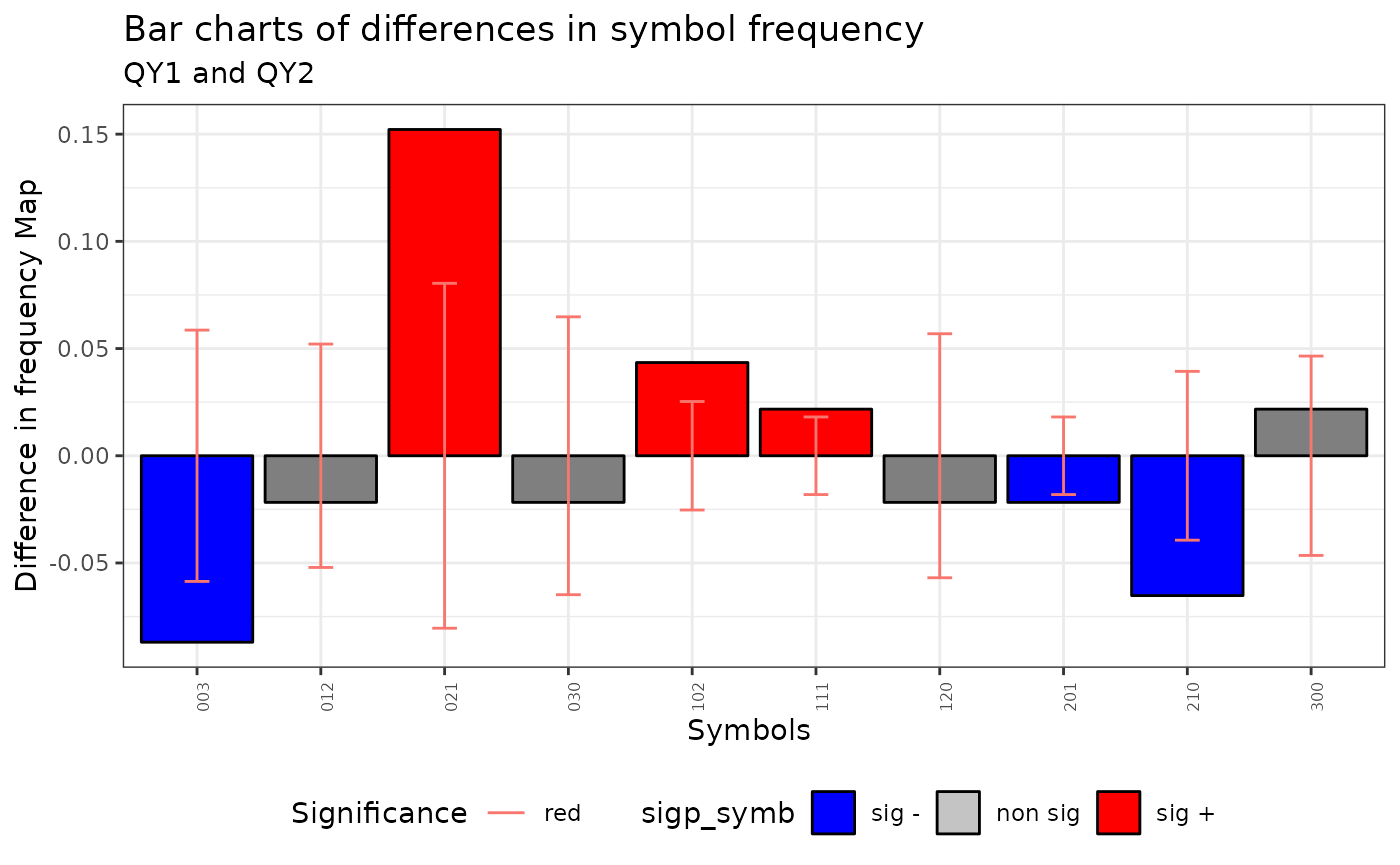 Bar charts of differences in symbol frequency
QY1 and QY2
Difference in frequency Map
0.15
0.10
0.05
0.00
-0.05
003 012 021 030 102 111 120 201 210 300
Symbols
Significance red sigp_symb sig - non sig sig +